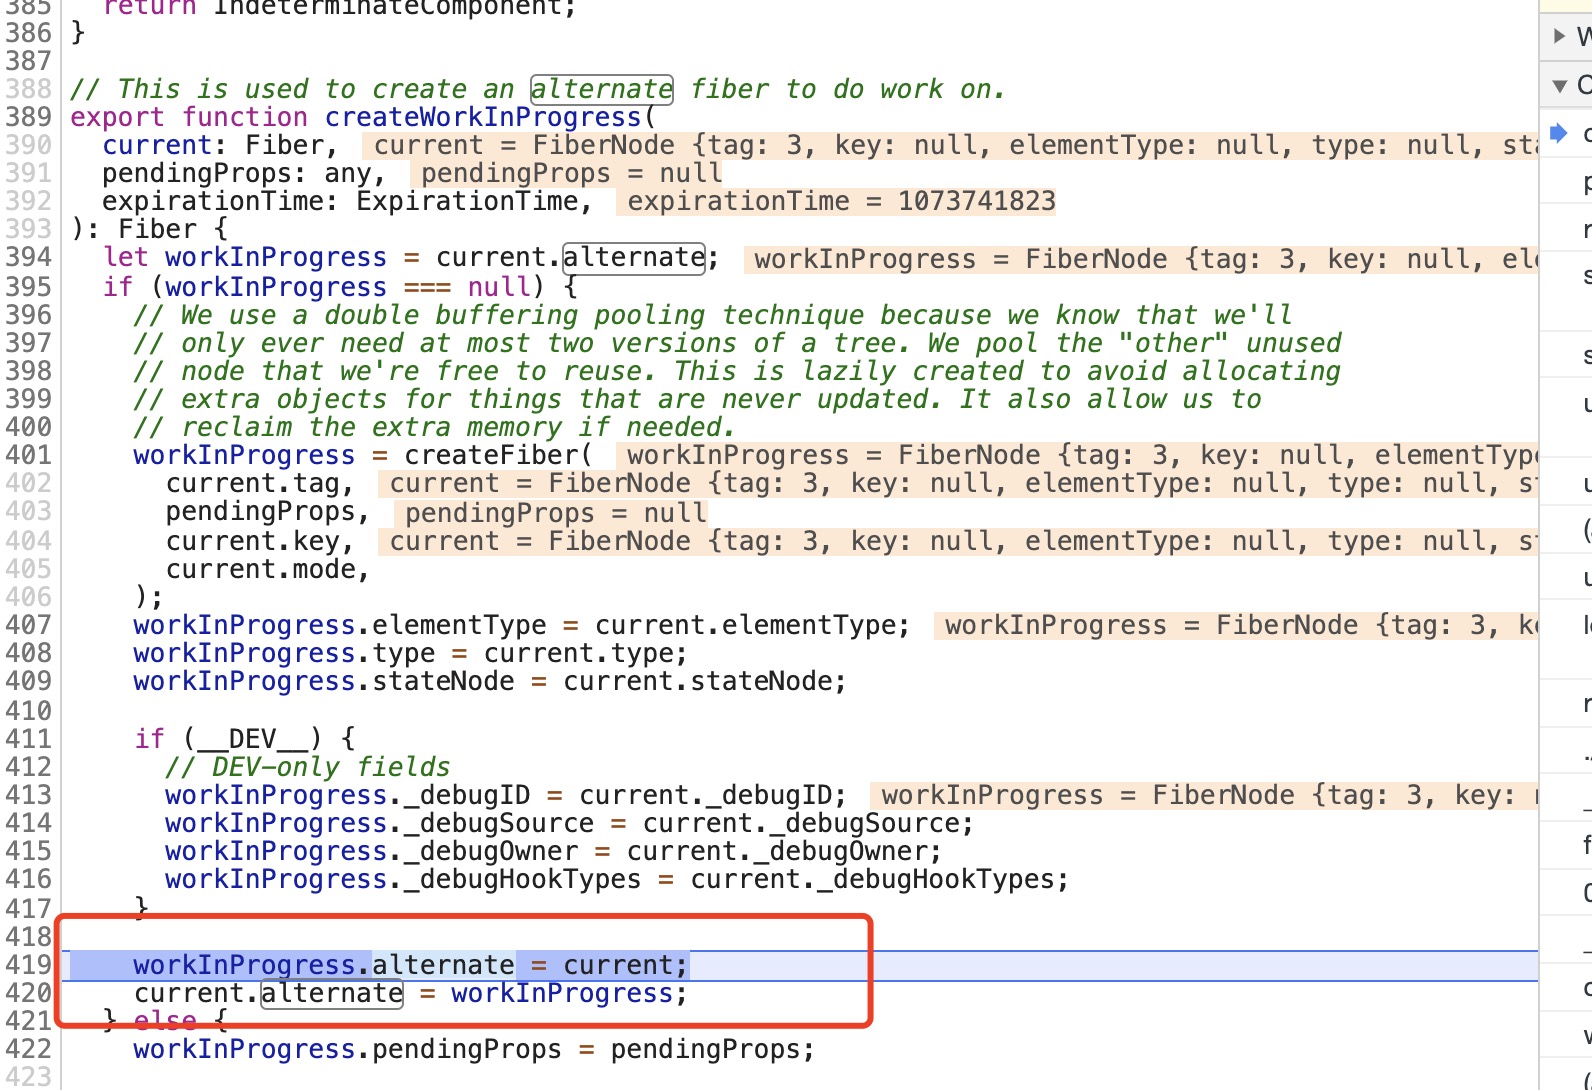 385 return IndeterminateComponent;
386 }
387
388 // This is used to create an alternate fiber to do work on.
389 export function createWorkInProgress(
390 current: Fiber, current = FiberNode {tag: 3, key: null, elementType: null, type: null, sta
391 pendingProps: any, pendingProps = null
392 expirationTime: ExpirationTime, expirationTime = 1073741823
393 ): Fiber {
394 let workInProgress = current.alternate; workInProgress = FiberNode {tag: 3, key: null, ele
395 if (workInProgress === null) {
396 // We use a double buffering pooling technique because we know that we'll
397 // only ever need at most two versions of a tree. We pool the "other" unused
398 // node that we're free to reuse. This is lazily created to avoid allocating
399 // extra objects for things that are never updated. It also allow us to
400 // reclaim the extra memory if needed.
401 workInProgress = createFiber( workInProgress = FiberNode {tag: 3, key: null, elementType
402 current.tag, current = FiberNode {tag: 3, key: null, elementType: null, type: null, st
403 pendingProps, pendingProps = null
404 current.key, current = FiberNode {tag: 3, key: null, elementType: null, type: null, st
405 current.mode,
406 );
407 workInProgress.elementType = current.elementType; workInProgress = FiberNode {tag: 3, ke
408 workInProgress.type = current.type;
409 workInProgress.stateNode = current.stateNode;
410
411 if (__DEV__) {
412 // DEV-only fields
413 workInProgress._debugID = current._debugID; workInProgress = FiberNode {tag: 3, key: n
414 workInProgress._debugSource = current._debugSource;
415 workInProgress._debugOwner = current._debugOwner;
416 workInProgress._debugHookTypes = current._debugHookTypes;
417 }
418
419 workInProgress.alternate = current;
420 current.alternate = workInProgress;
421 } else {
422 workInProgress.pendingProps = pendingProps;
423